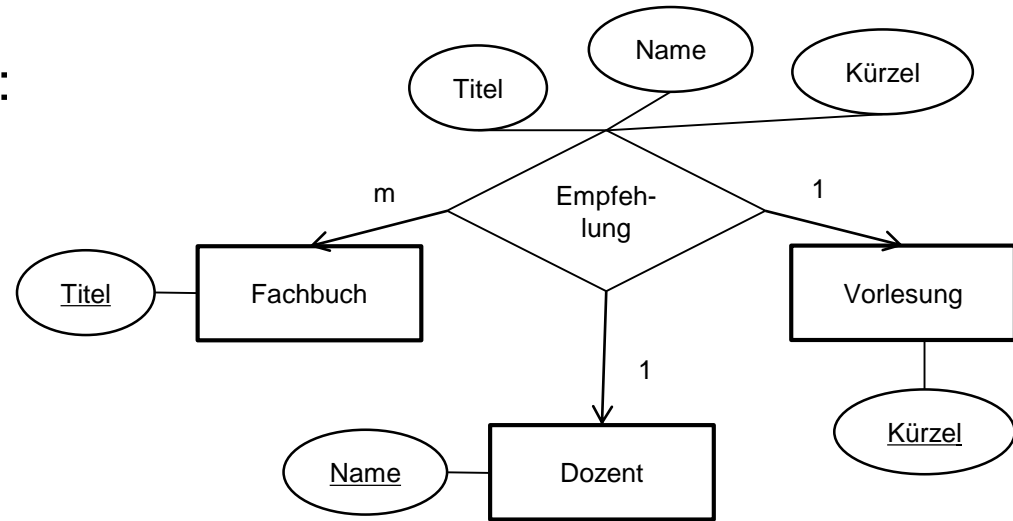 :
Name
Titel
Kürzel
m
Empfeh-
lung
1
Titel
Fachbuch
Vorlesung
1
Kürzel
Name
Dozent